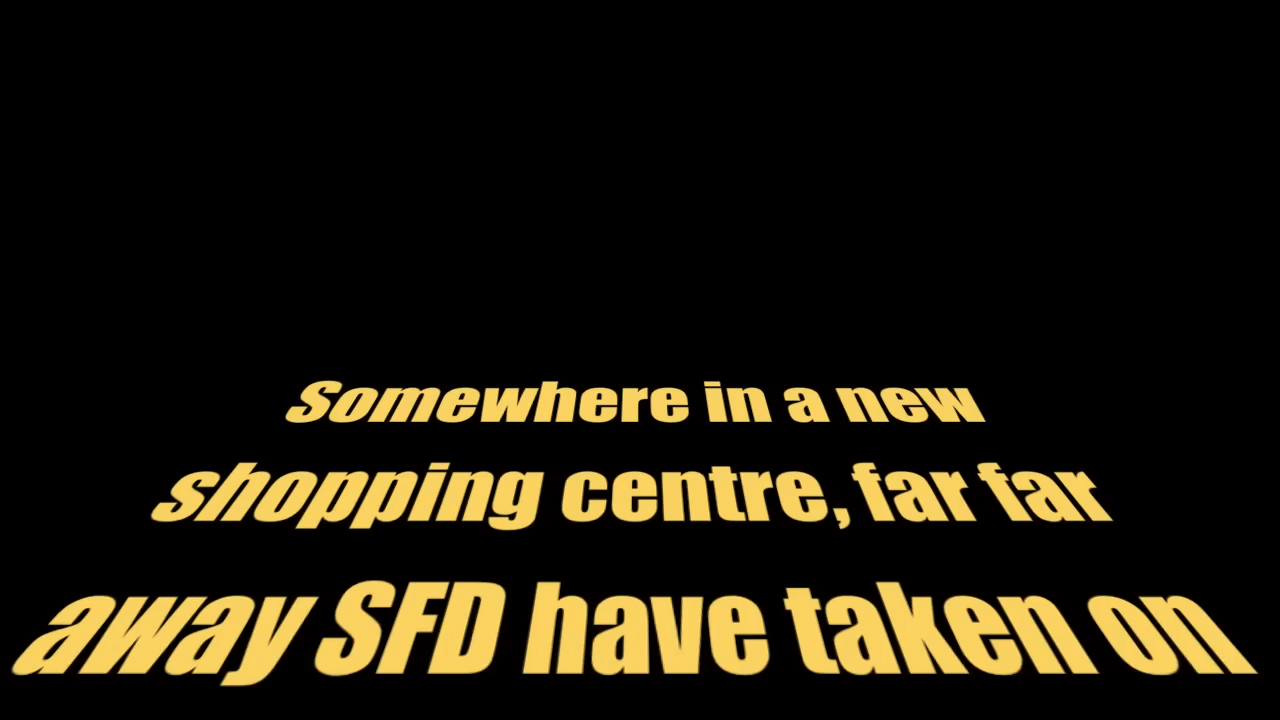 Somewhere in a new
shopping centre, far far
away SFD have taken on